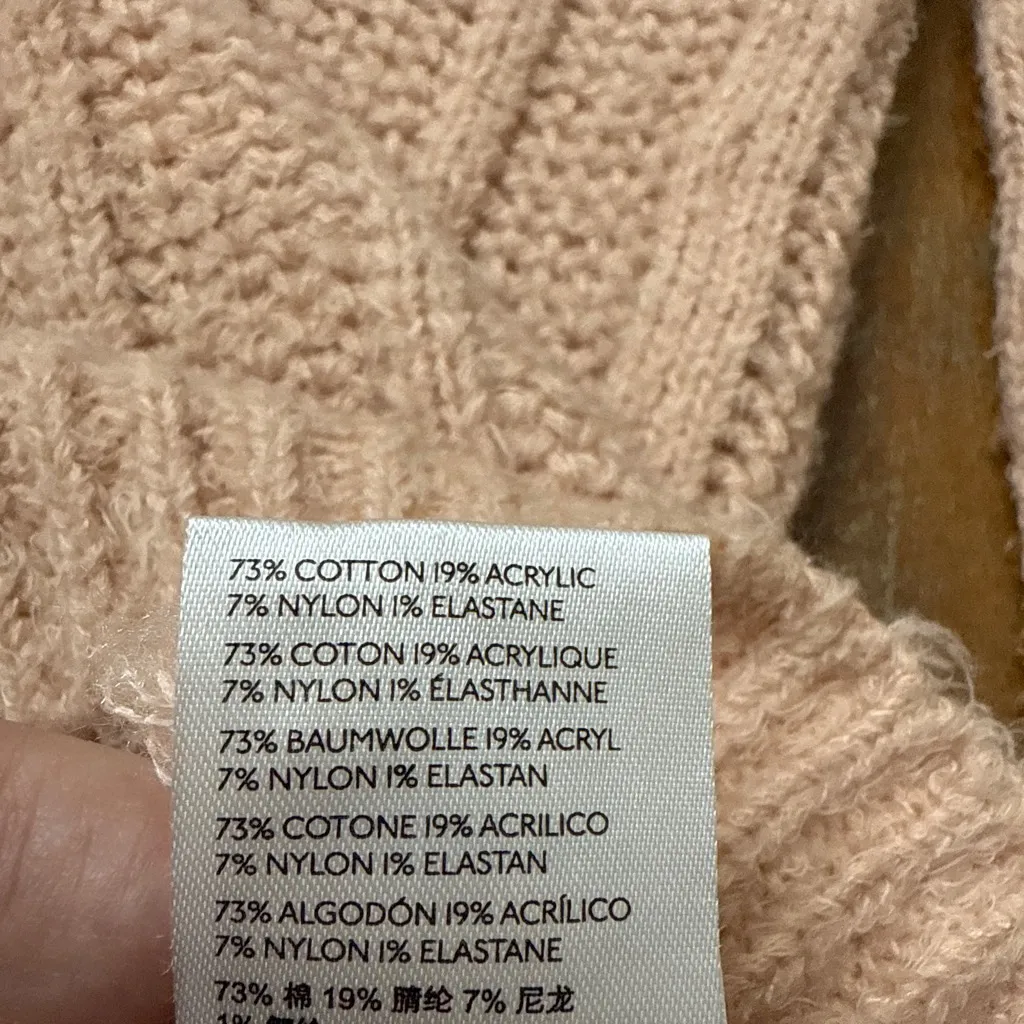 73% COTTON 19% ACRYLIC
7% NYLON 1% ELASTANE
73% COTON 19% ACRYLIQUE
7% NYLON 1% ÉLASTHANNE
73% BAUMWOLLE 19% ACRYL
7% NYLON 1% ELASTAN
73% COTONE 19% ACRILICO
7% NYLON 1% ELASTAN
73% ALGODÓN 19% ACRÍLICO
7% NYLON 1% ELASTANE
73% 棉 19% 腈纶 7% 尼龙
1%